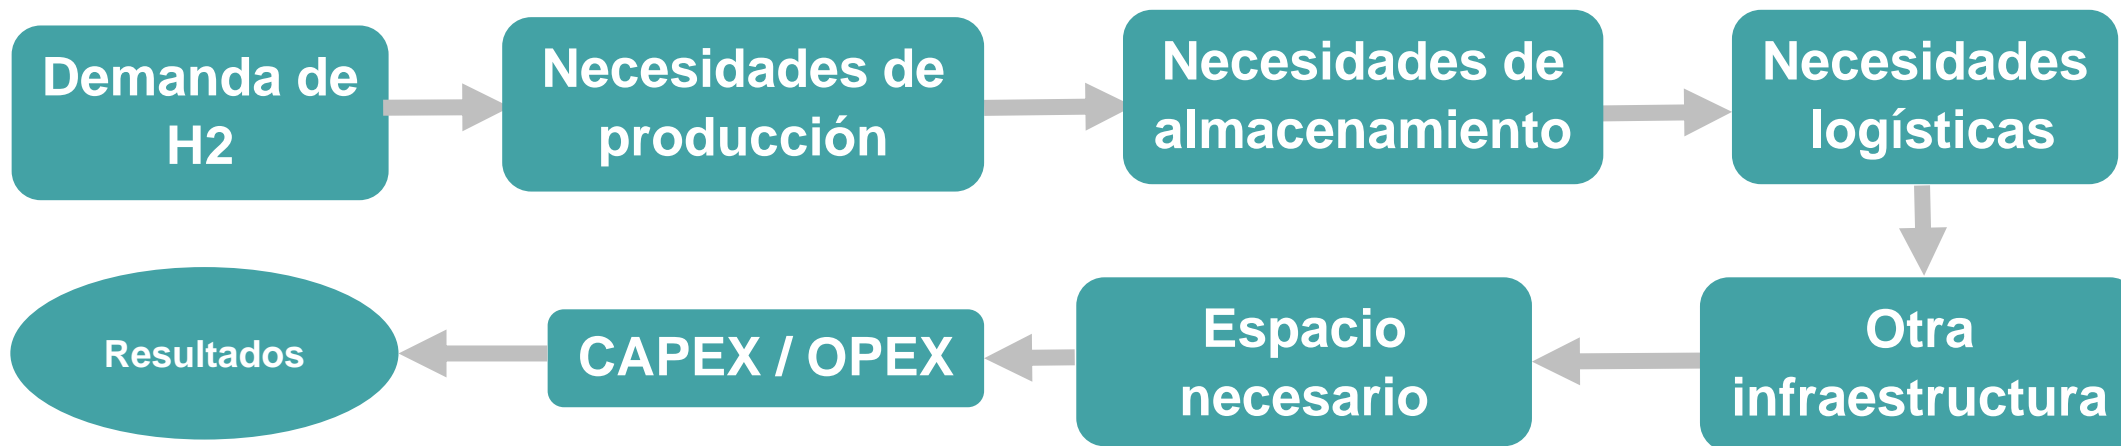 Demanda de
H2
Necesidades de
producción
Necesidades de
almacenamiento
Necesidades
logísticas
Otra
infraestructura
Espacio
necesario
CAPEX / OPEX
Resultados